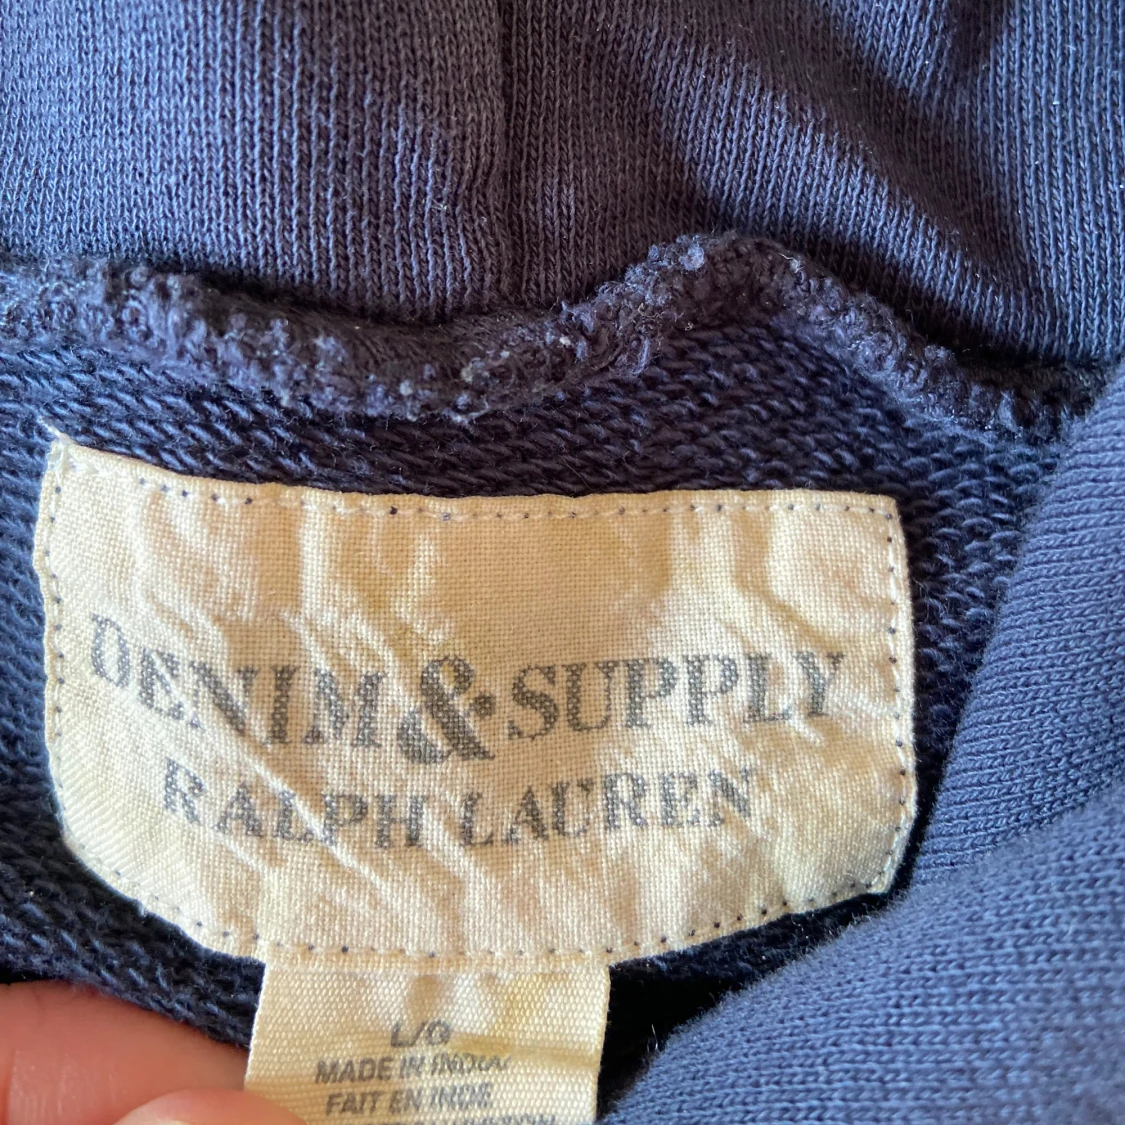 DENIM & SUPPLY
RALPH LAUREN
L/G
MADE IN INDIA
FAIT EN INDE